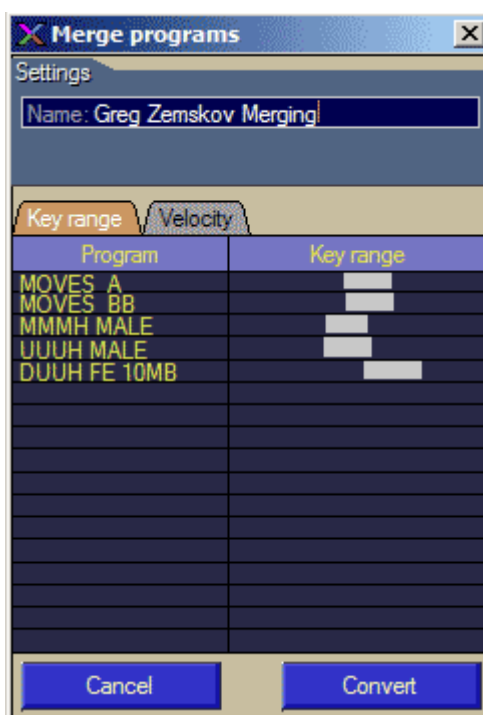 Merge programs
Settings
Name: Greg Zemskov Merging
Key range Velocity
Program Key range
MOVES A
MOVES BB
MMMH MALE
UUUH MALE
DUUH FE 10MB
Cancel Convert